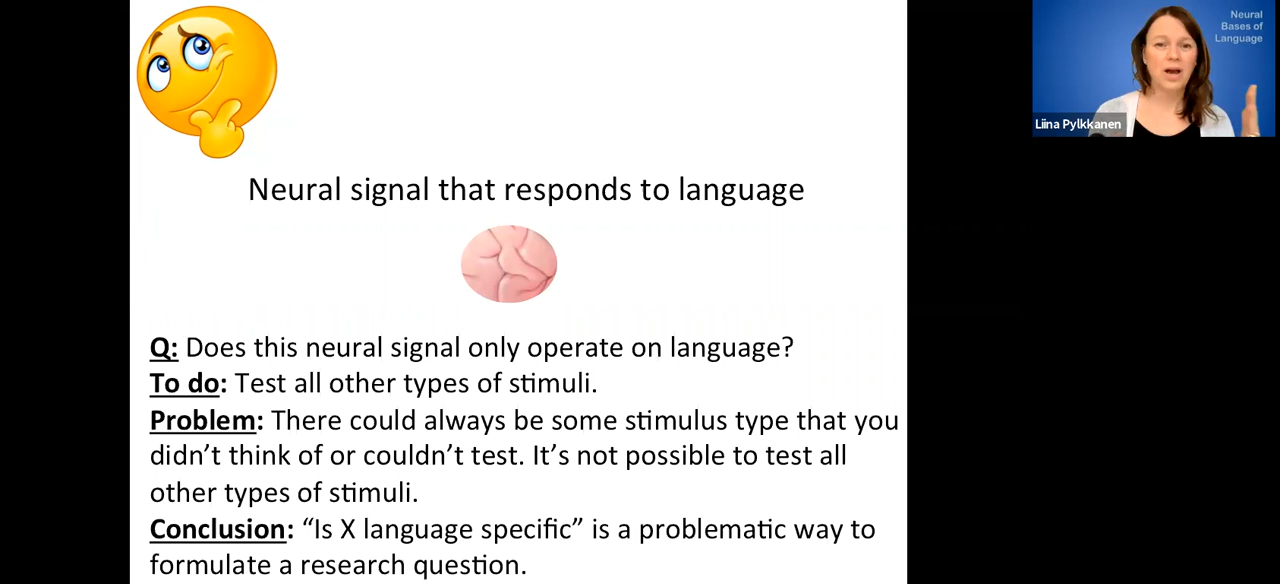 Neural
Bases of
Language
Liina Pylkkanen
Neural signal that responds to language
Q: Does this neural signal only operate on language?
To do: Test all other types of stimuli.
Problem: There could always be some stimulus type that you
didn’t think of or couldn’t test. It’s not possible to test all
other types of stimuli.
Conclusion: “Is X language specific” is a problematic way to
formulate a research question.